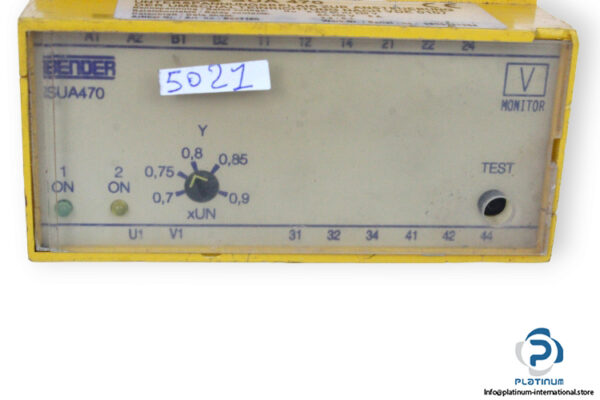 A1 A2 B1 B2 11 12 14 21 22 24
BENDER
5021
V
SUA470
MONITOR
Y
0,8
0,75 0,85
0,7 0,9
xUN
1 2
ON ON
TEST
U1 V1 31 32 34 41 42 44
PLATINUM
Info@platinum-international.store